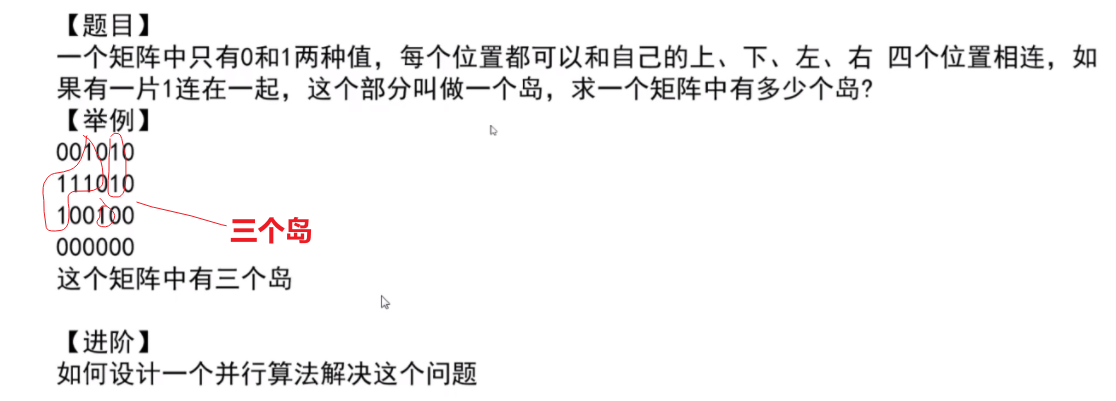 【题目】
一个矩阵中只有0和1两种值，每个位置都可以和自己的上、下、左、右 四个位置相连，如
果有一片1连在一起，这个部分叫做一个岛，求一个矩阵中有多少个岛?
【举例】
001010
111010
100100
三个岛
000000
这个矩阵中有三个岛
【进阶】
如何设计一个并行算法解决这个问题